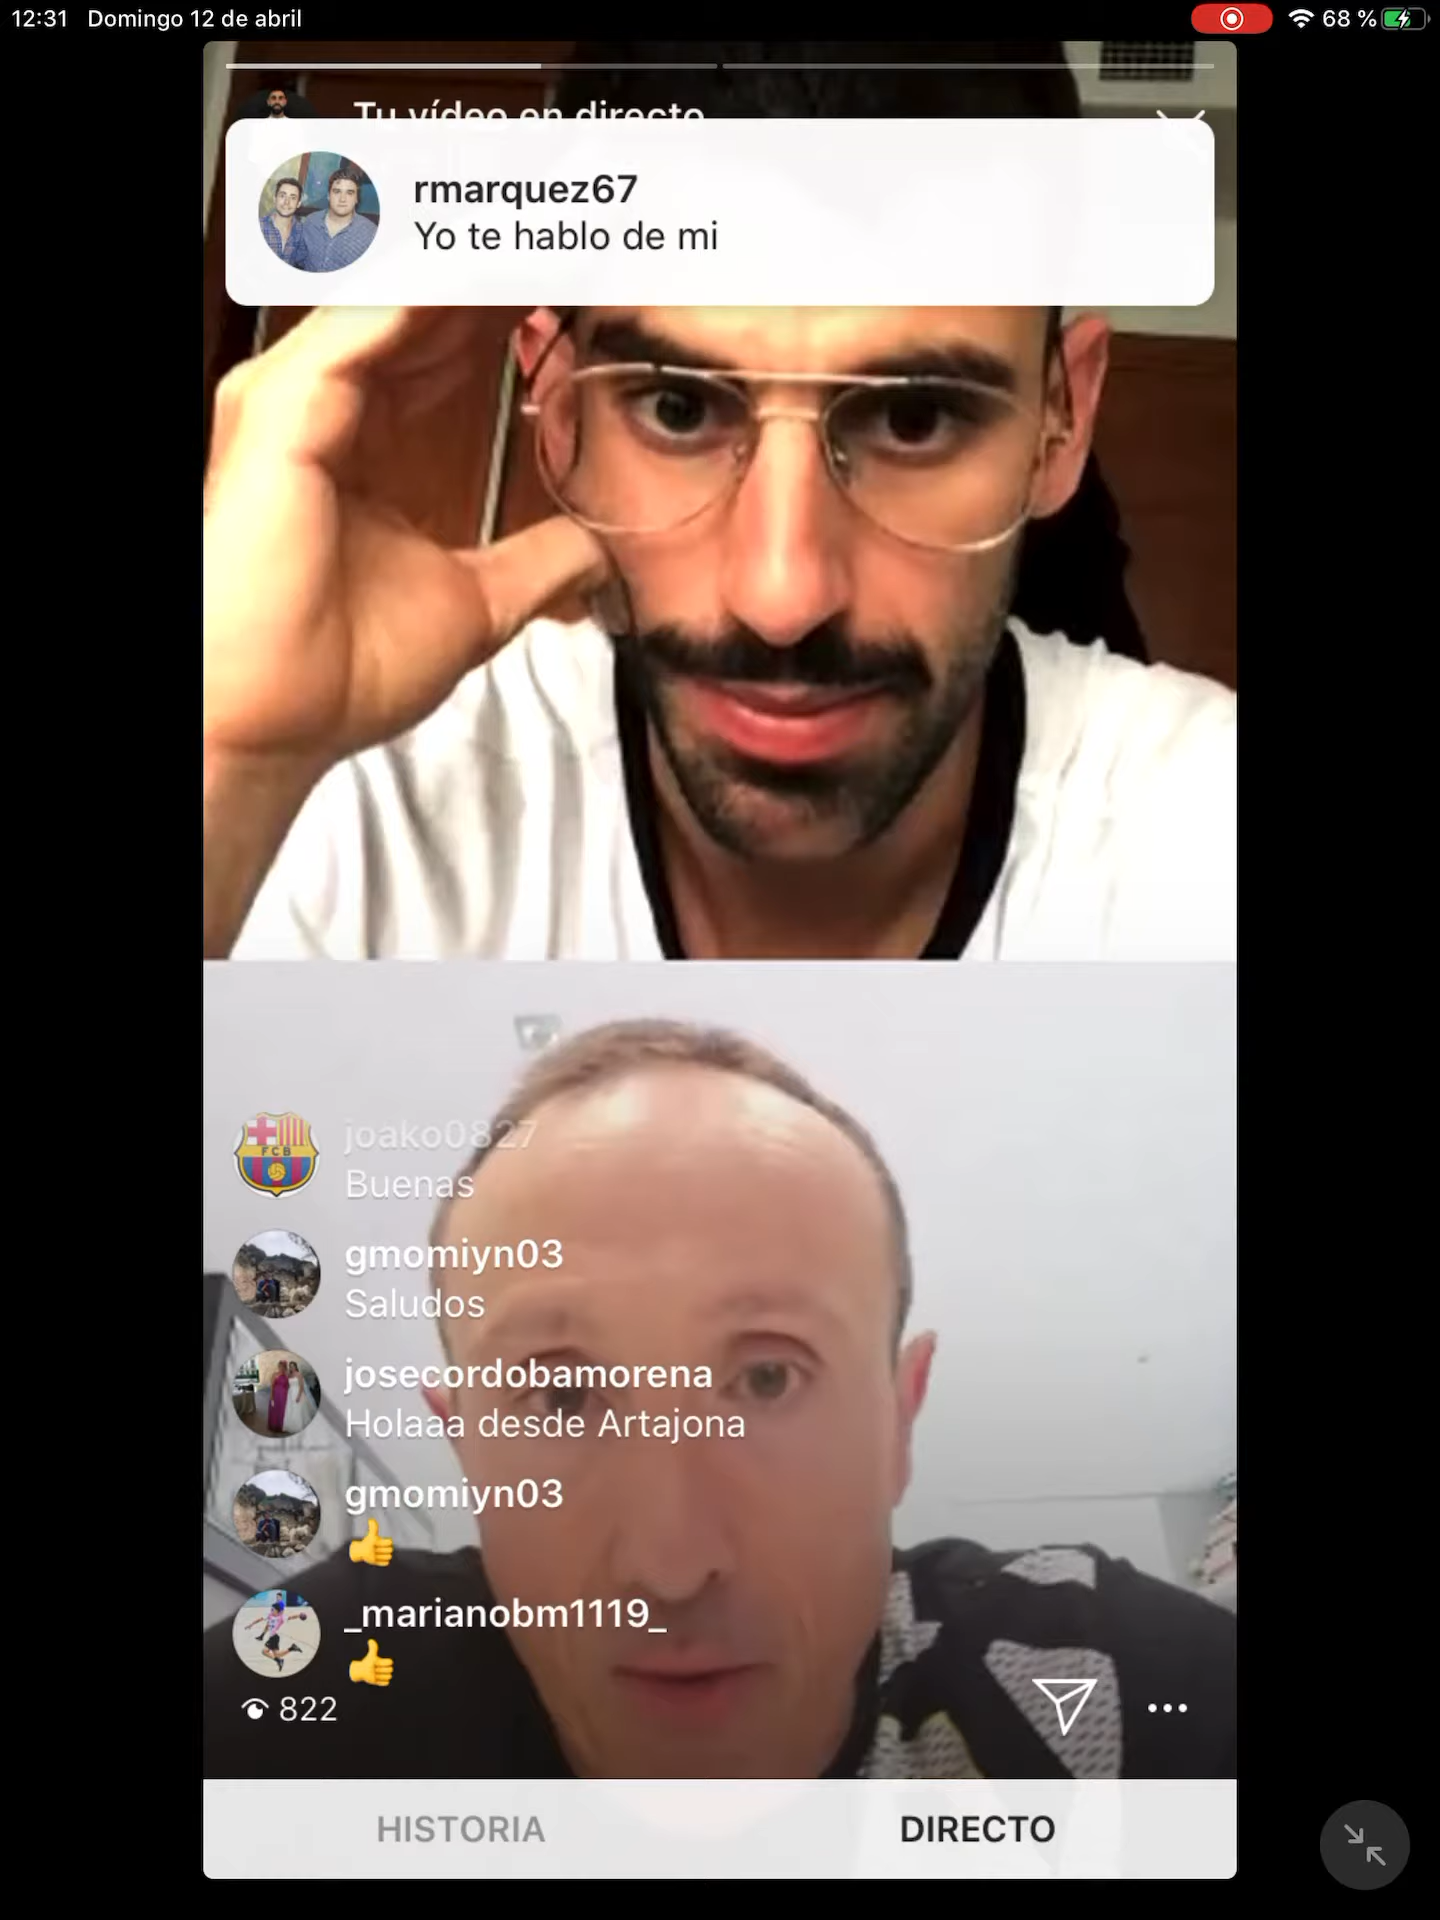 12:31 Domingo 12 de abril
68 %
Tu vídeo en directo
rmarquez67
Yo te hablo de mi
joako0827
FCB
Buenas
gmomiyn03
Saludos
josecordobamorena
Holaaa desde Artajona
gmomiyn03
👍
_marianobm1119_
👍
822
HISTORIA
DIRECTO